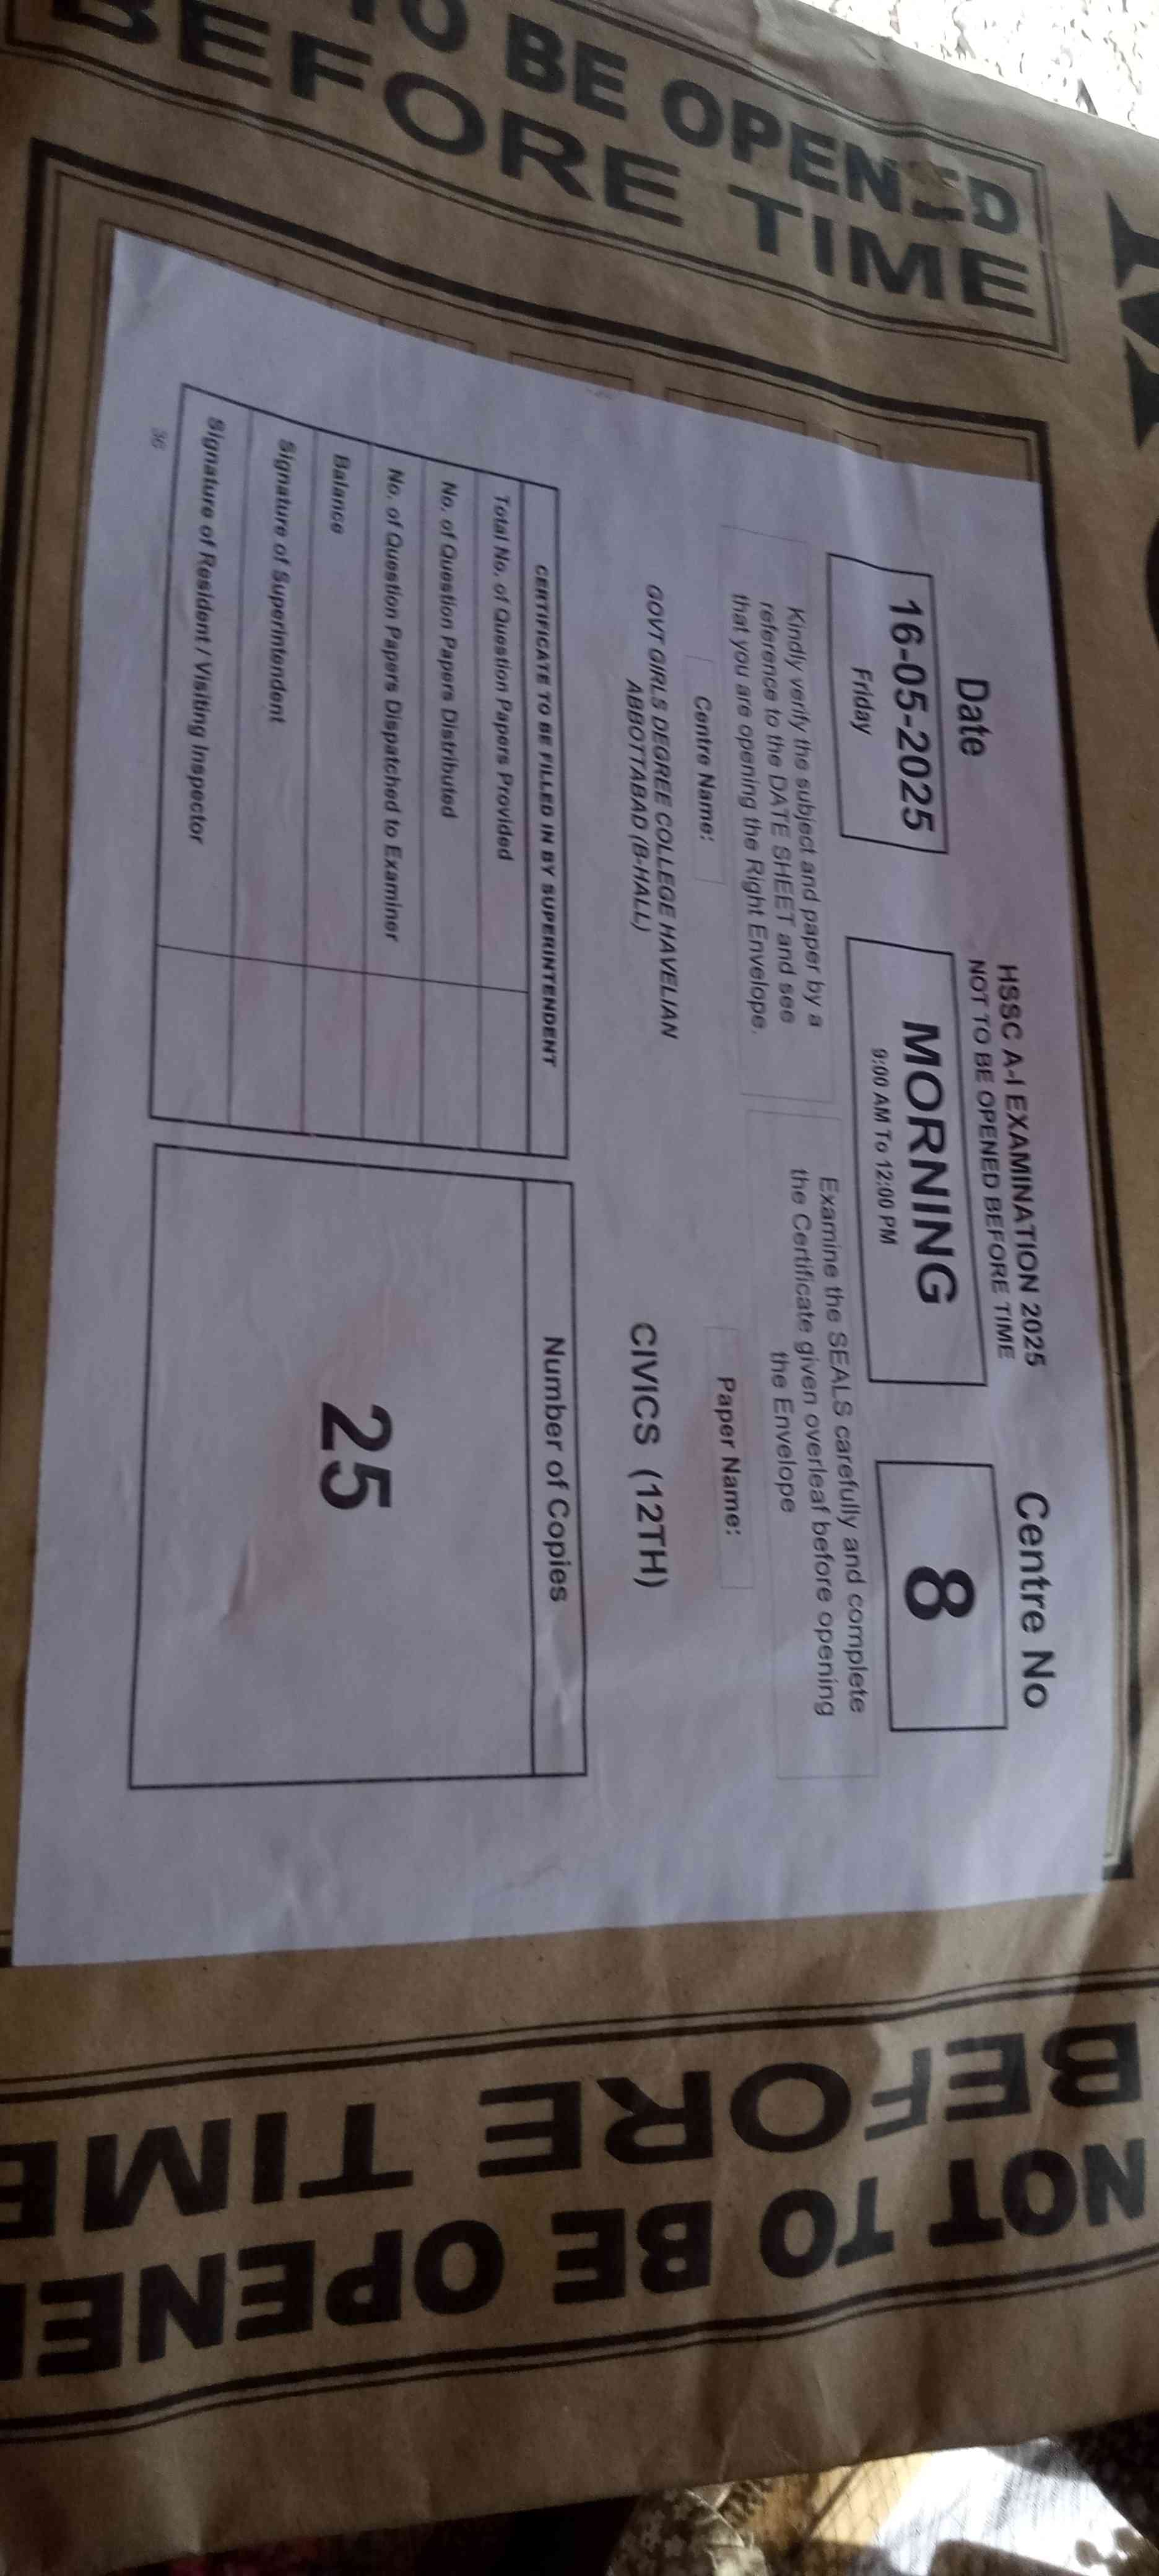 TO BE OPENED
BEFORE TIME
HSSC A-I EXAMINATION 2025
NOT TO BE OPENED BEFORE TIME
Date
Centre No
16-05-2025
Friday
MORNING
9:00 AM To 12:00 PM
8
Kindly verify the subject and paper by a
reference to the DATE SHEET and see
that you are opening the Right Envelope.
Examine the SEALS carefully and complete
the Certificate given overleaf before opening
the Envelope
Centre Name:
Paper Name:
GOVT GIRLS DEGREE COLLEGE HAVELIAN
ABBOTTABAD (B-HALL)
CIVICS (12TH)
CERTIFICATE TO BE FILLED IN BY SUPERINTENDENT
Total No. of Question Papers Provided
No. of Question Papers Distributed
No. of Question Papers Dispatched to Examiner
Balance
Signature of Superintendent
Signature of Resident / Visiting Inspector
Number of Copies
25
36
NOT TO BE OPENE
BEFORE TIME